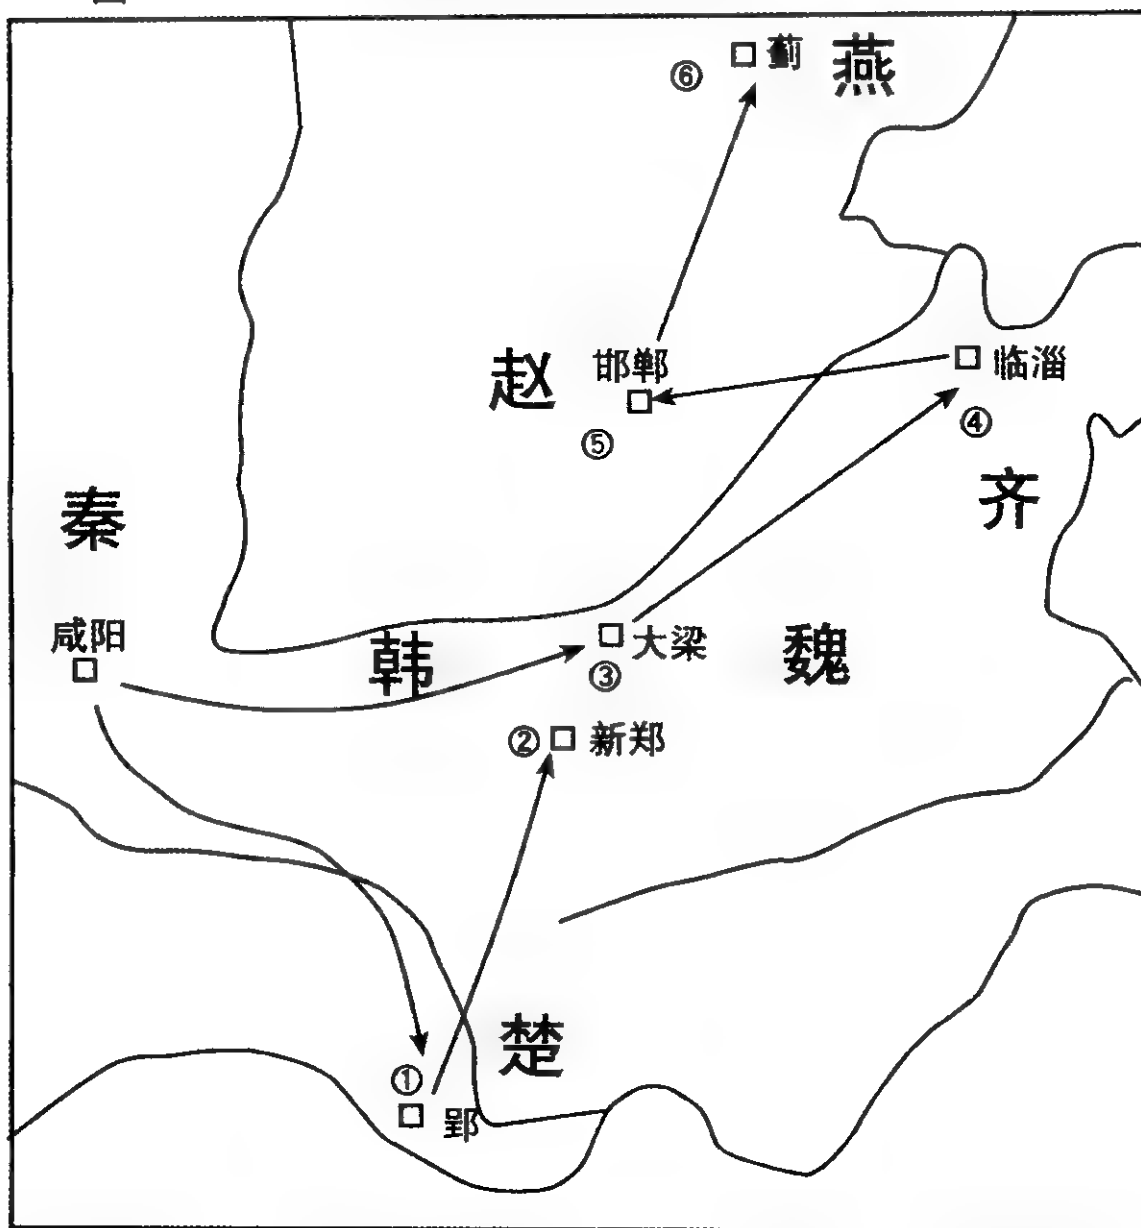 ⑥
蓟
燕
赵
邯郸
⑤
临淄
④
齐
秦
咸阳
韩
大梁
③
魏
②
新郑
楚
①
郢